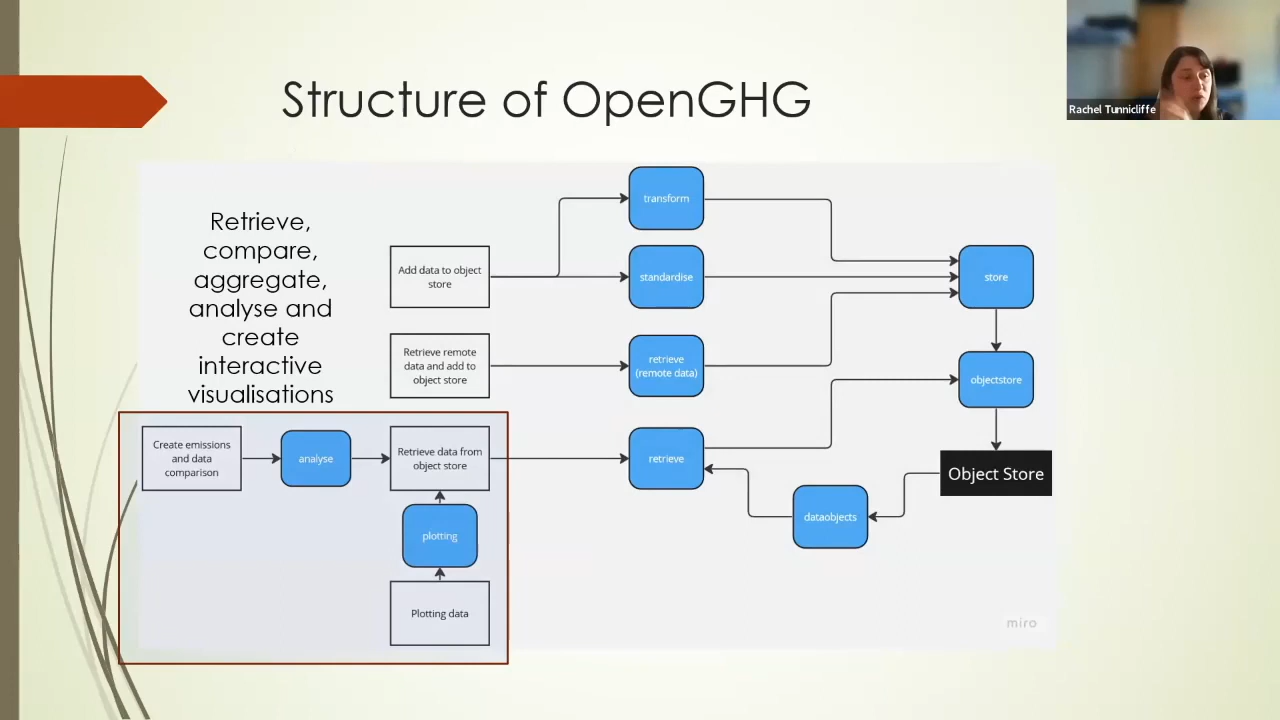 Structure of OpenGHG
Rachel Tunnicliffe
Retrieve,
compare,
aggregate,
analyse and
create
interactive
visualisations
transform
Add data to object
store
standardise
store
Retrieve remote
data and add to
object store
retrieve
(remote data)
objectstore
Create emissions
and data
comparison
analyse
Retrieve data from
object store
retrieve
Object Store
dataobjects
plotting
Plotting data
miro